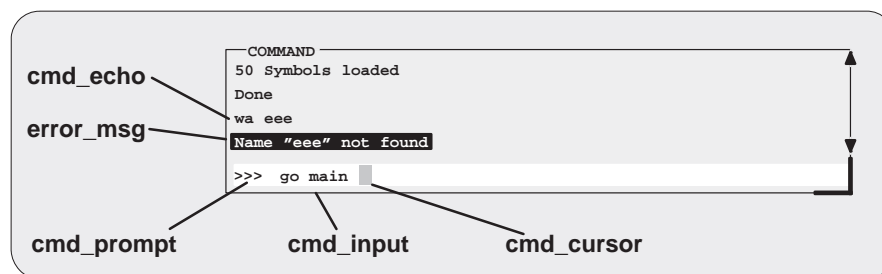 COMMAND
50 Symbols loaded
cmd_echo
Done
wa eee
error_msg
Name ”eee” not found
>>> go main
cmd_prompt cmd_input cmd_cursor